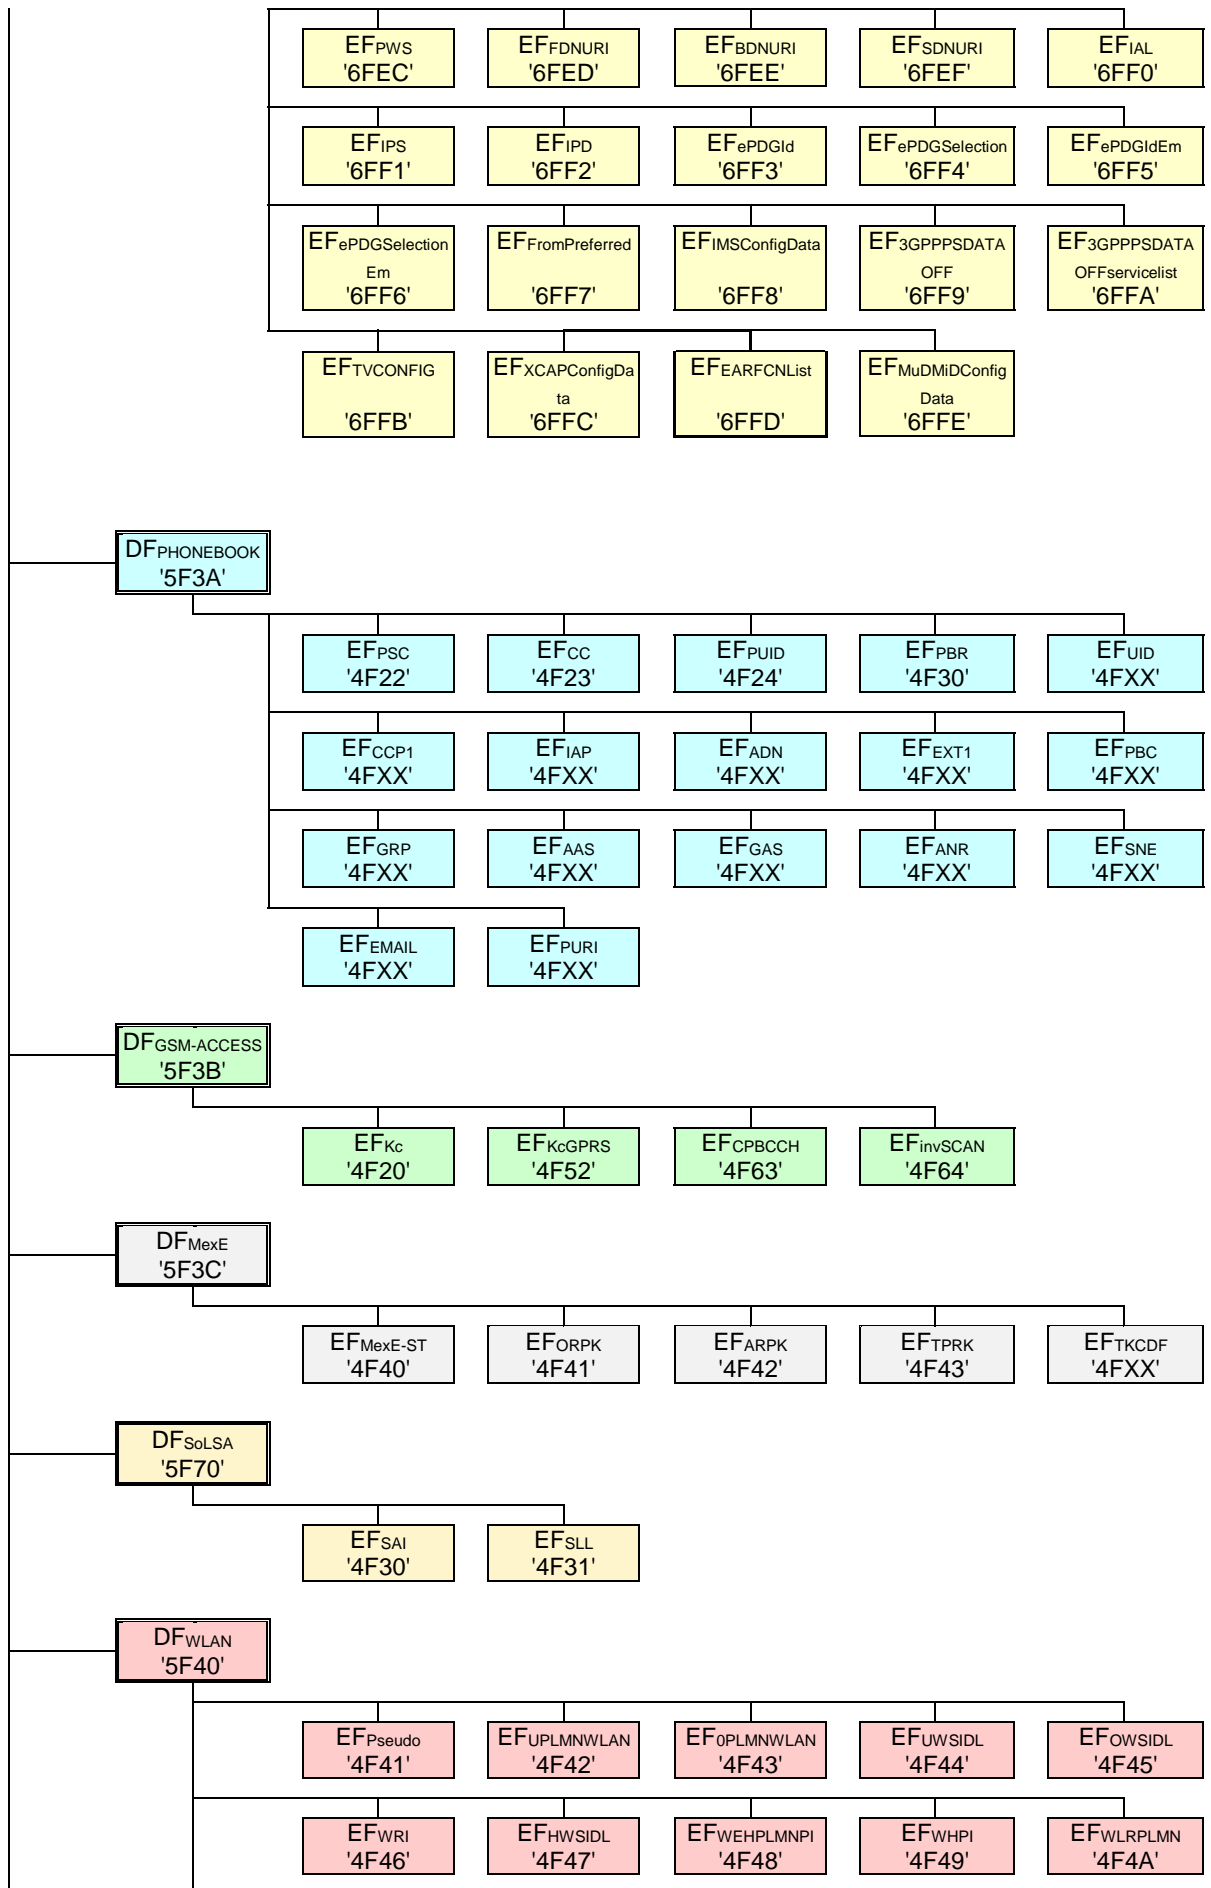 EFPWS EFFDNURI EFBDNURI EFSDNURI EFIAL
'6FEC' '6FED' '6FEE' '6FEF' '6FF0'
EFIPS EFIPD EFePDGId EFePDGSelection EFePDGIdEm
'6FF1' '6FF2' '6FF3' '6FF4' '6FF5'
EFePDGSelection EFFromPreferred EFIMSConfigData EF3GPPPSDATA EF3GPPPSDATA
Em OFF OFFservicelist
'6FF6' '6FF7' '6FF8' '6FF9' '6FFA'
EFTVCONFIG EFXCAPConfigDa EFEARFCNList EFMuDMiDConfig
ta Data
'6FFB' '6FFC' '6FFD' '6FFE'
DFPHONEBOOK
'5F3A'
EFPSC EFCC EFPUID EFPBR EFUID
'4F22' '4F23' '4F24' '4F30' '4FXX'
EFCCP1 EFIAP EFADN EFEXT1 EFPBC
'4FXX' '4FXX' '4FXX' '4FXX' '4FXX'
EFGRP EFAAS EFGAS EFANR EFSNE
'4FXX' '4FXX' '4FXX' '4FXX' '4FXX'
EFEMAIL EFPURI
'4FXX' '4FXX'
DFGSM-ACCESS
'5F3B'
EFKc EFKcGPRS EFCPBCCH EFinvSCAN
'4F20' '4F52' '4F63' '4F64'
DFMexE
'5F3C'
EFMexE-ST EFORPK EFARPK EFTPRK EFTKCDF
'4F40' '4F41' '4F42' '4F43' '4FXX'
DFSoLSA
'5F70'
EFSAI EFSLL
'4F30' '4F31'
DFWLAN
'5F40'
EFPseudo EFUPLMNWLAN EF0PLMNWLAN EFUWSIDL EFOWSIDL
'4F41' '4F42' '4F43' '4F44' '4F45'
EFWRI EFHWSIDL EFWEHPLMNPI EFWHPI EFWLRPLMN
'4F46' '4F47' '4F48' '4F49' '4F4A'